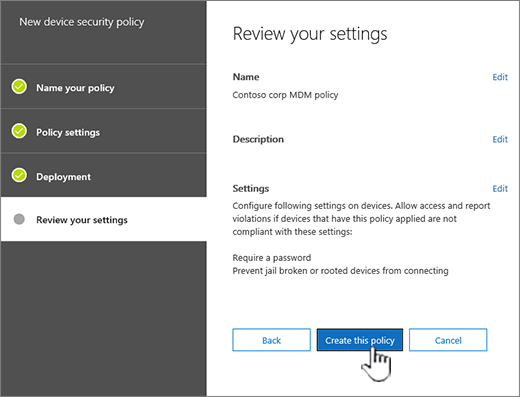 New device security policy
Name your policy
Policy settings
Deployment
Review your settings
Review your settings
Name
Edit
Contoso corp MDM policy
Description
Edit
Settings
Edit
Configure following settings on devices. Allow access and report
violations if devices that have this policy applied are not
compliant with these settings:
Require a password
Prevent jail broken or rooted devices from connecting
Back
Create this policy
Cancel